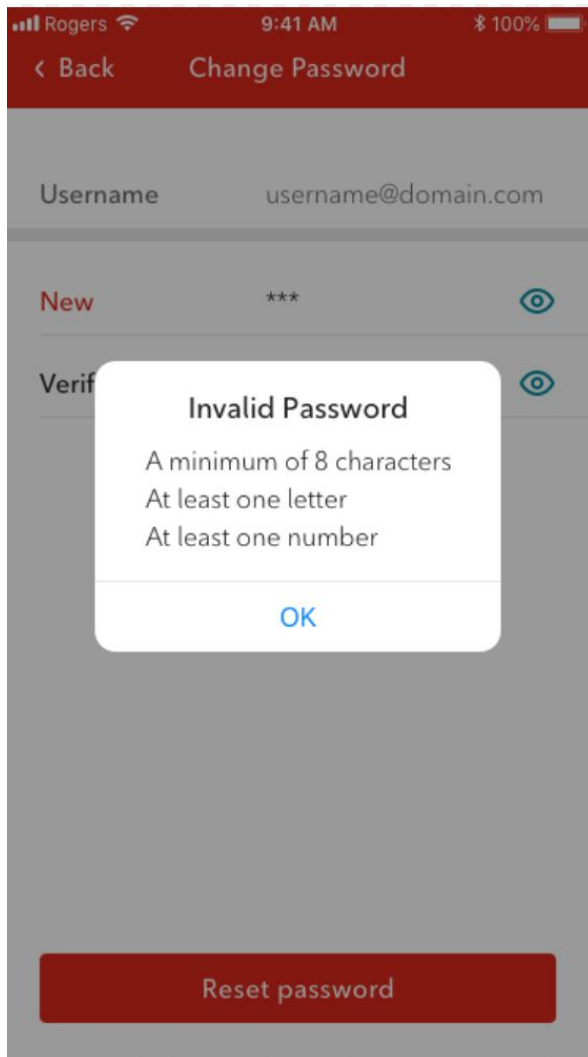 Rogers 9:41 AM 100%
Back Change Password
Username username@domain.com
New ***
Verif
Invalid Password
A minimum of 8 characters
At least one letter
At least one number
OK
Reset password